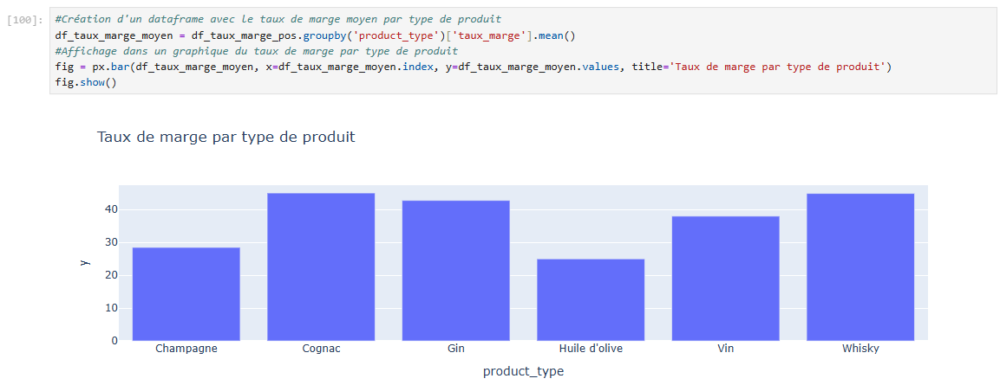 [100]:
#Création d'un dataframe avec le taux de marge moyen par type de produit
df_taux_marge_moyen = df_taux_marge_pos.groupby('product_type')['taux_marge'].mean()
#Affichage dans un graphique du taux de marge par type de produit
fig = px.bar(df_taux_marge_moyen, x=df_taux_marge_moyen.index, y=df_taux_marge_moyen.values, title='Taux de marge par type de produit')
fig.show()
Taux de marge par type de produit
40
30
20
10
0
y
Champagne Cognac Gin Huile d'olive Vin Whisky
product_type